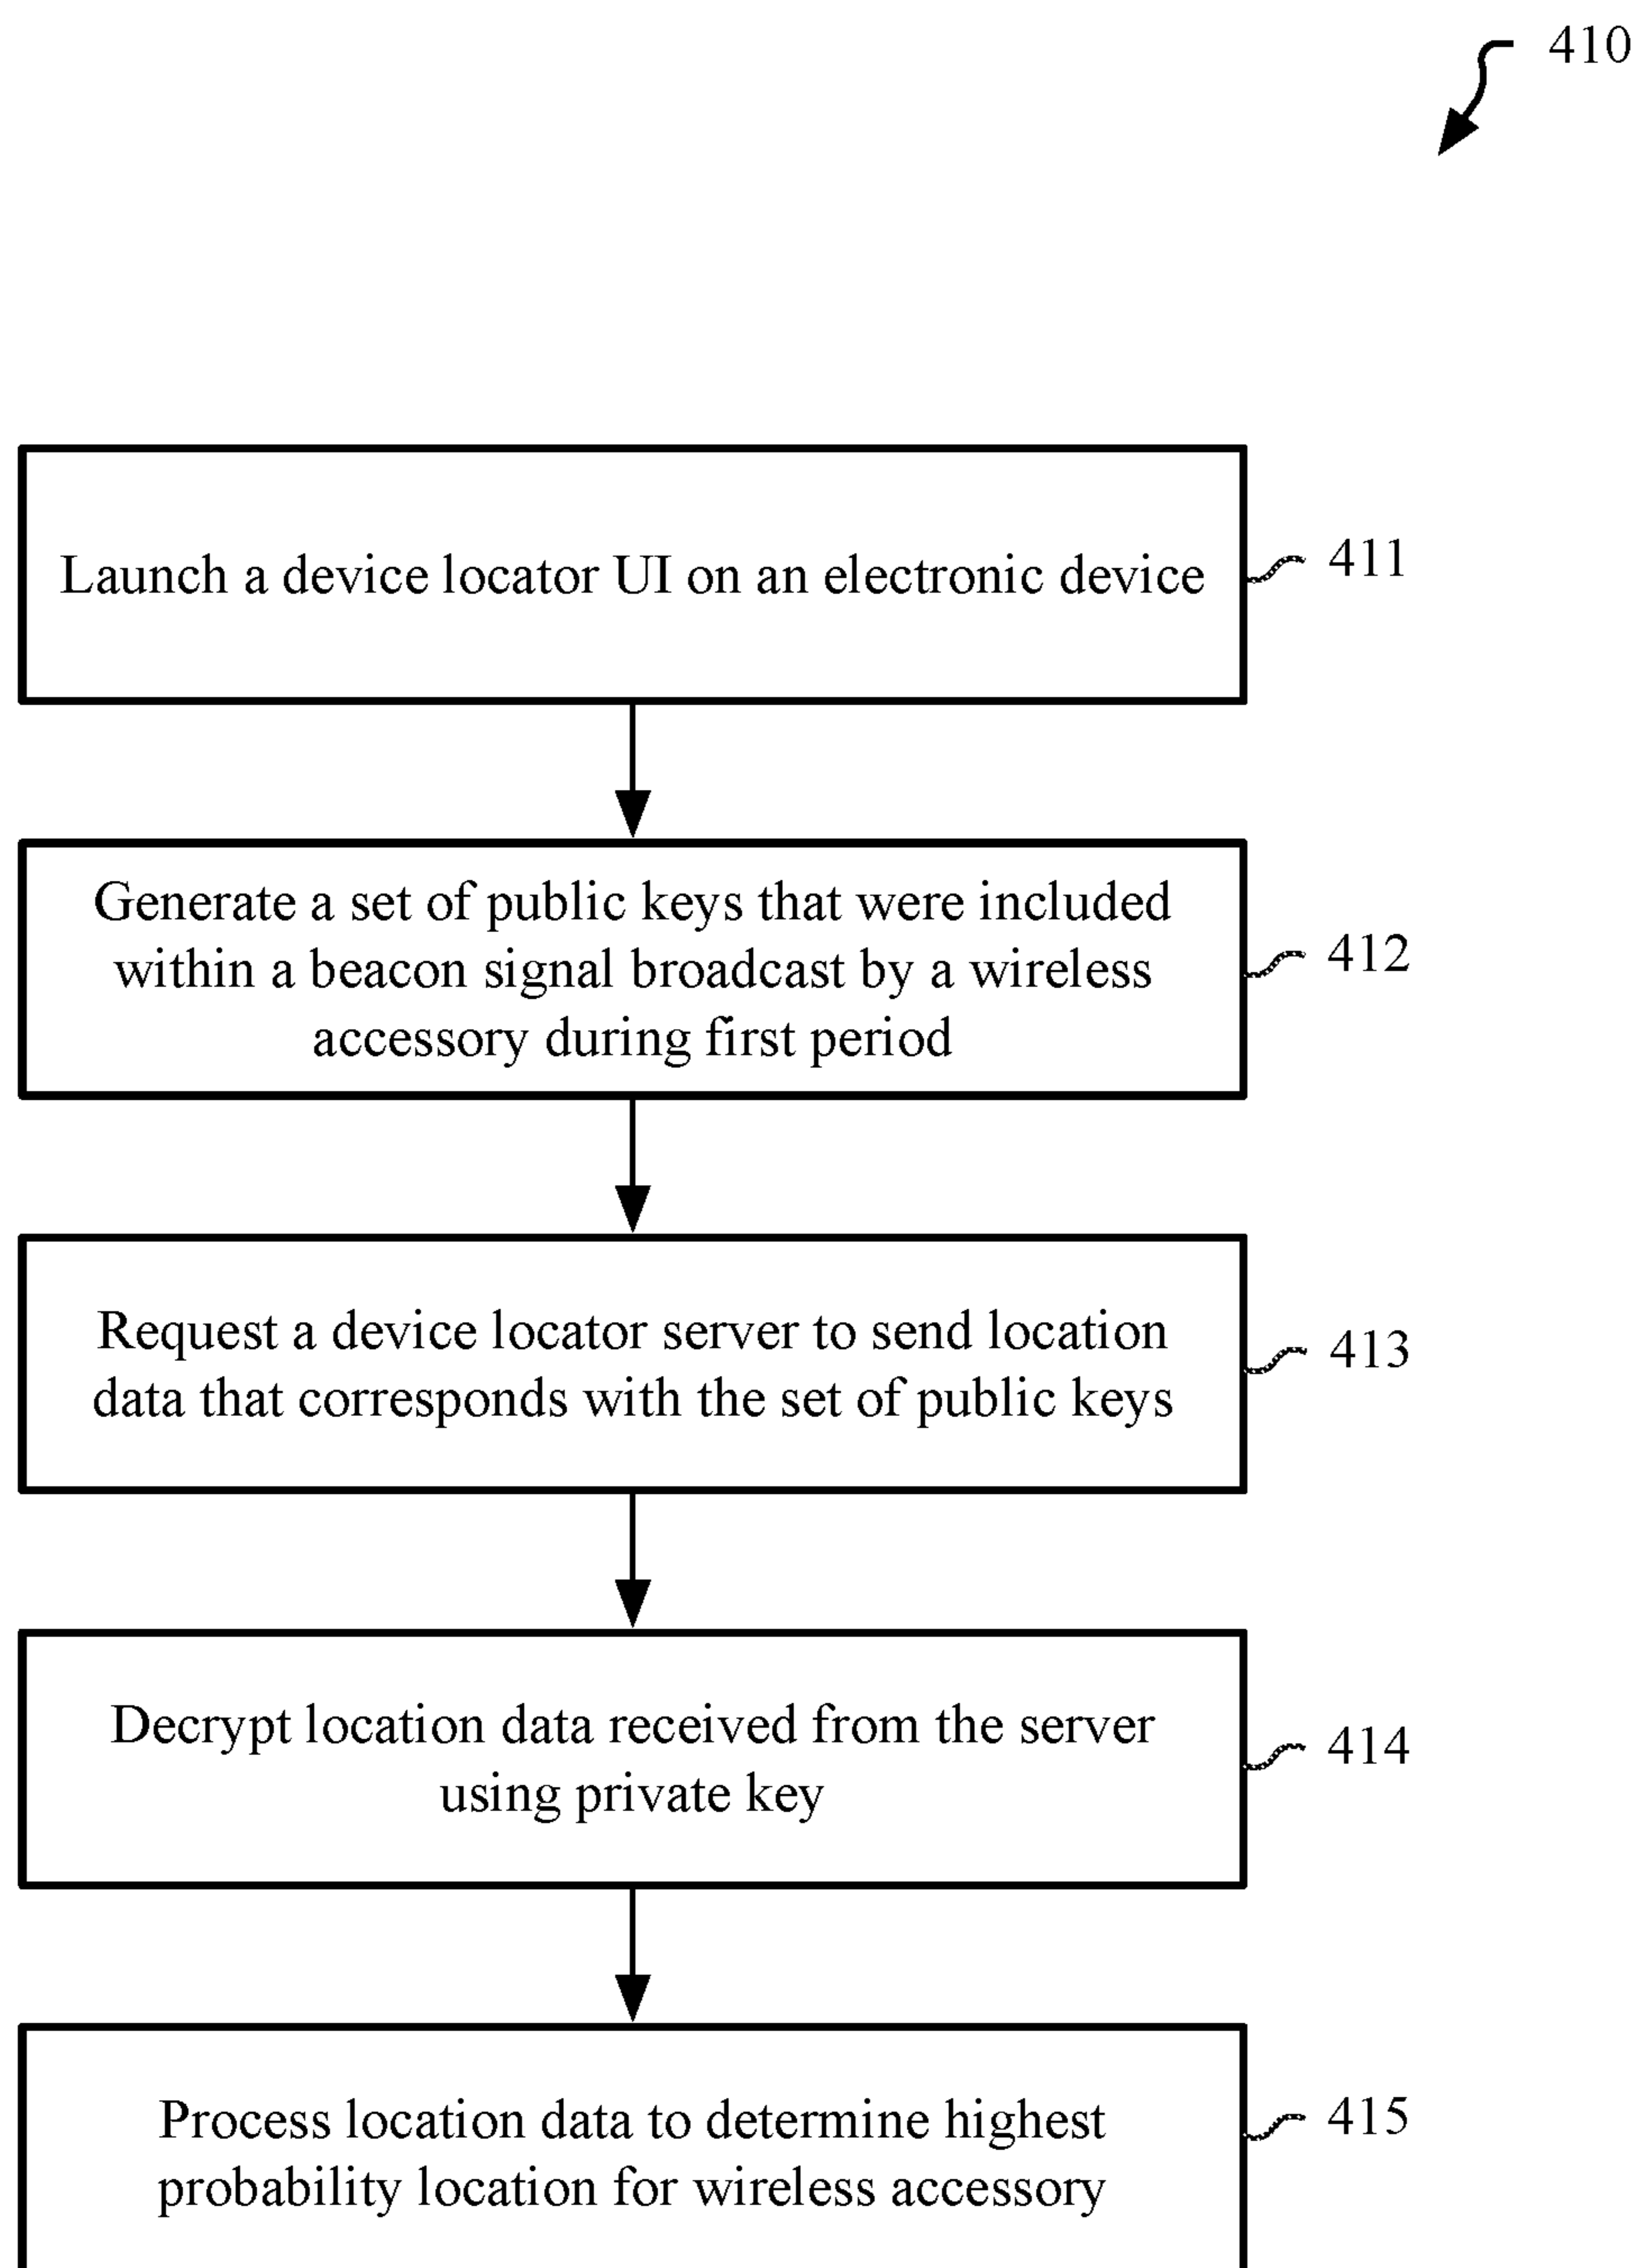 410
Launch a device locator UI on an electronic device
411
Generate a set of public keys that were included
within a beacon signal broadcast by a wireless
accessory during first period
412
Request a device locator server to send location
data that corresponds with the set of public keys
413
Decrypt location data received from the server
using private key
414
Process location data to determine highest
probability location for wireless accessory
415